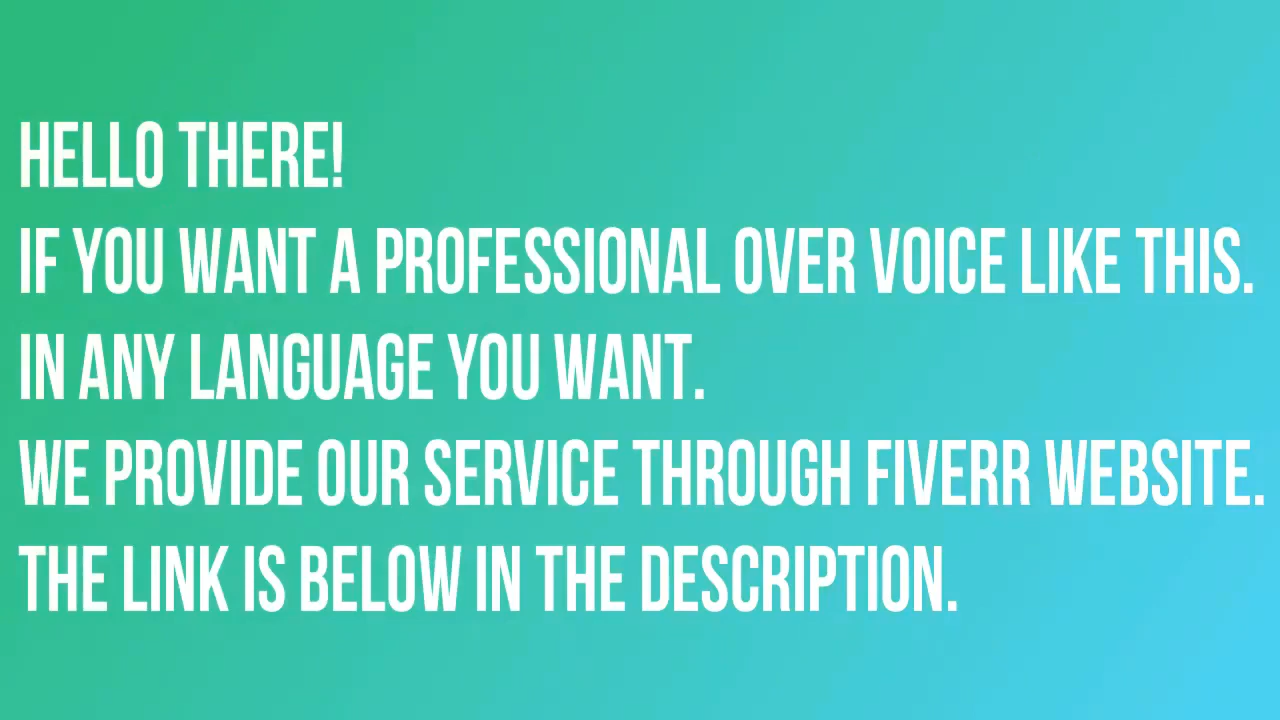 HELLO THERE!
IF YOU WANT A PROFESSIONAL OVER VOICE LIKE THIS.
IN ANY LANGUAGE YOU WANT.
WE PROVIDE OUR SERVICE THROUGH FIVERR WEBSITE.
THE LINK IS BELOW IN THE DESCRIPTION.